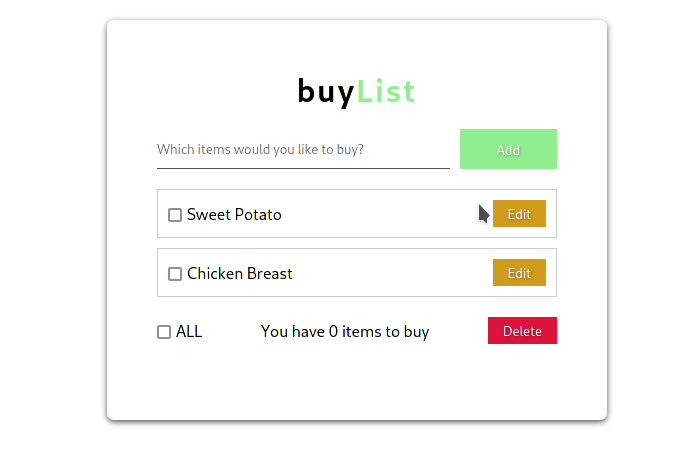 buyList
Which items would you like to buy? Add
Sweet Potato Edit
Chicken Breast Edit
ALL You have 0 items to buy Delete